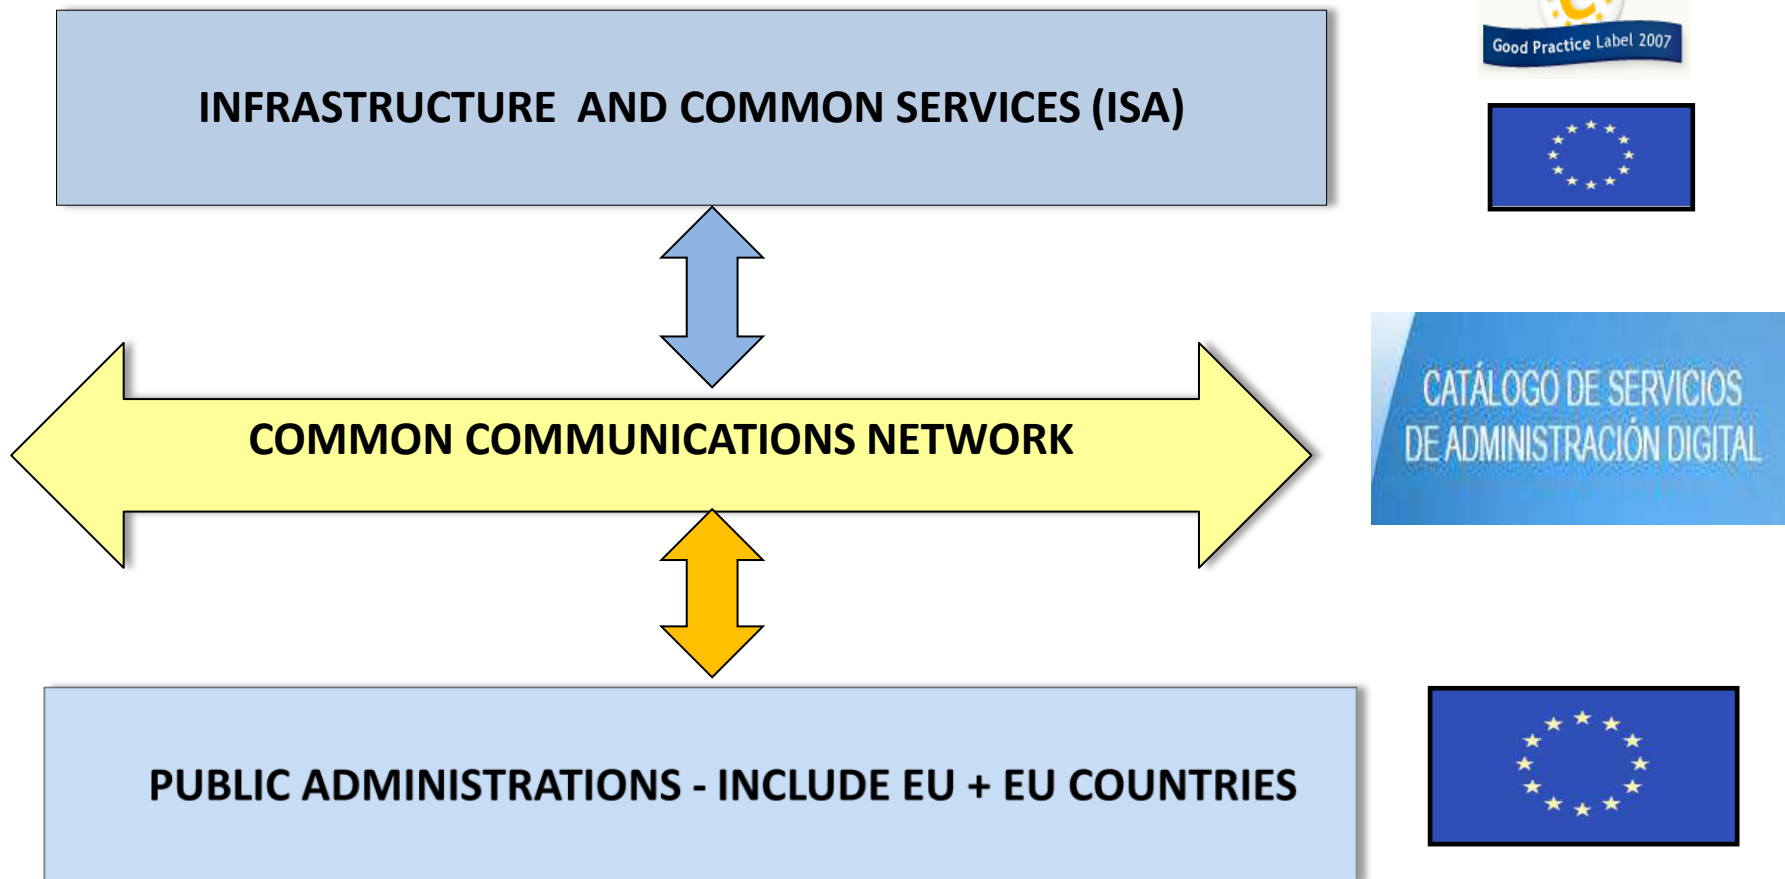 Good Practice Label 2007
INFRASTRUCTURE AND COMMON SERVICES (ISA)
COMMON COMMUNICATIONS NETWORK
CATÁLOGO DE SERVICIOS
DE ADMINISTRACIÓN DIGITAL
PUBLIC ADMINISTRATIONS - INCLUDE EU + EU COUNTRIES